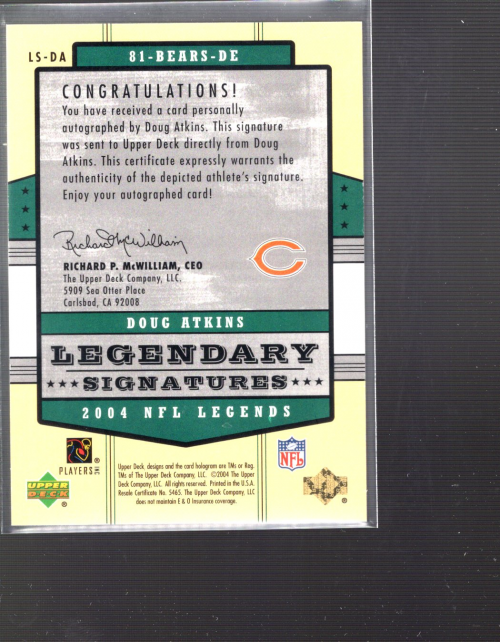 LS-DA
81-BEARS-DE
CONGRATULATIONS!
You have received a card personally
autographed by Doug Atkins. This signature
was sent to Upper Deck directly from Doug
Atkins. This certificate expressly warrants the
authenticity of the depicted athlete's signature.
Enjoy your autographed card!
Richard P. McWilliam
RICHARD P. McWILLIAM, CEO
The Upper Deck Company, LLC.
5909 Sea Otter Place
Carlsbad, CA 92008
C
DOUG ATKINS
LEGENDARY
SIGNATURES
2004 NFL LEGENDS
PLAYERS INC
UPPER
DECK
®
Upper Deck, designs and the card hologram are TMs or Reg.
TMs of The Upper Deck Company, LLC. ©2004 The Upper
Deck Company, LLC. All rights reserved. Printed in the U.S.A.
Resale Certificate No. 5465. The Upper Deck Company, LLC
does not maintain E & O Insurance coverage.
NFL
®
UD
®